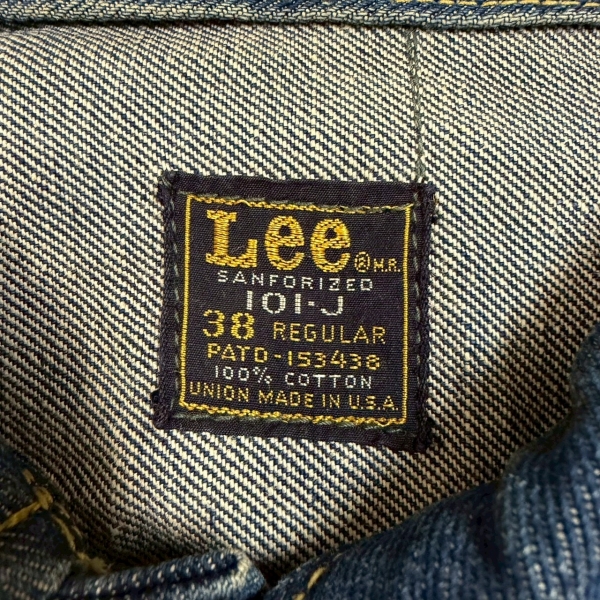 Lee ® M.R.
SANFORIZED
101-J
38 REGULAR
PATD-153438
100% COTTON
UNION MADE IN U.S.A.